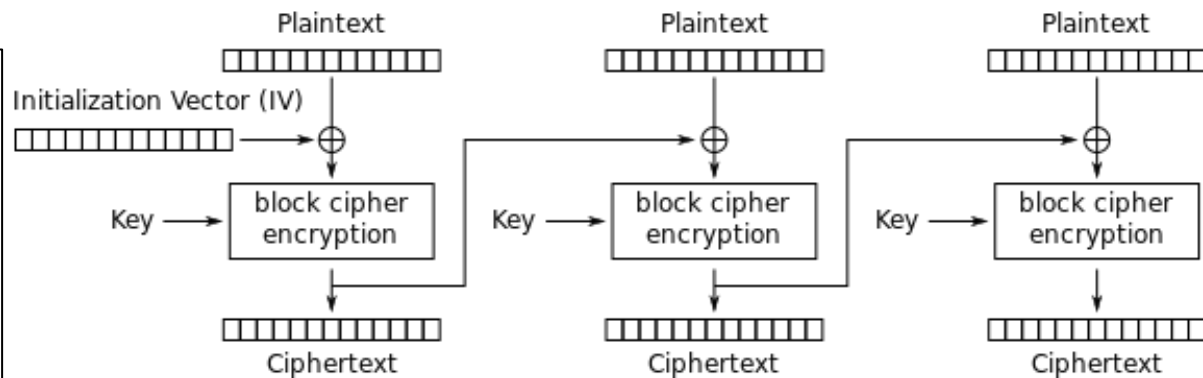 Plaintext
Plaintext
Plaintext
Initialization Vector (IV)
Key
block cipher
encryption
Key
block cipher
encryption
Key
block cipher
encryption
Ciphertext
Ciphertext
Ciphertext